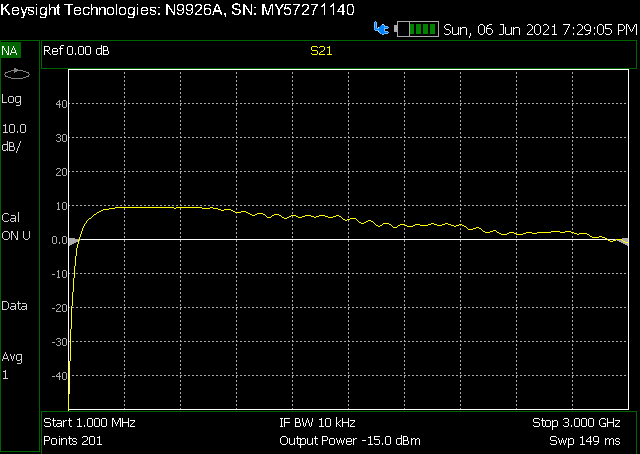 Keysight Technologies: N9926A, SN: MY57271140
Sun, 06 Jun 2021 7:29:05 PM
NA
Ref 0.00 dB
S21
Log
10.0
dB/
Cal
ON U
Data
Avg
1
40
30
20
10
0.0
-10
-20
-30
-40
Start 1.000 MHz
IF BW 10 kHz
Stop 3.000 GHz
Points 201
Output Power -15.0 dBm
Swp 149 ms